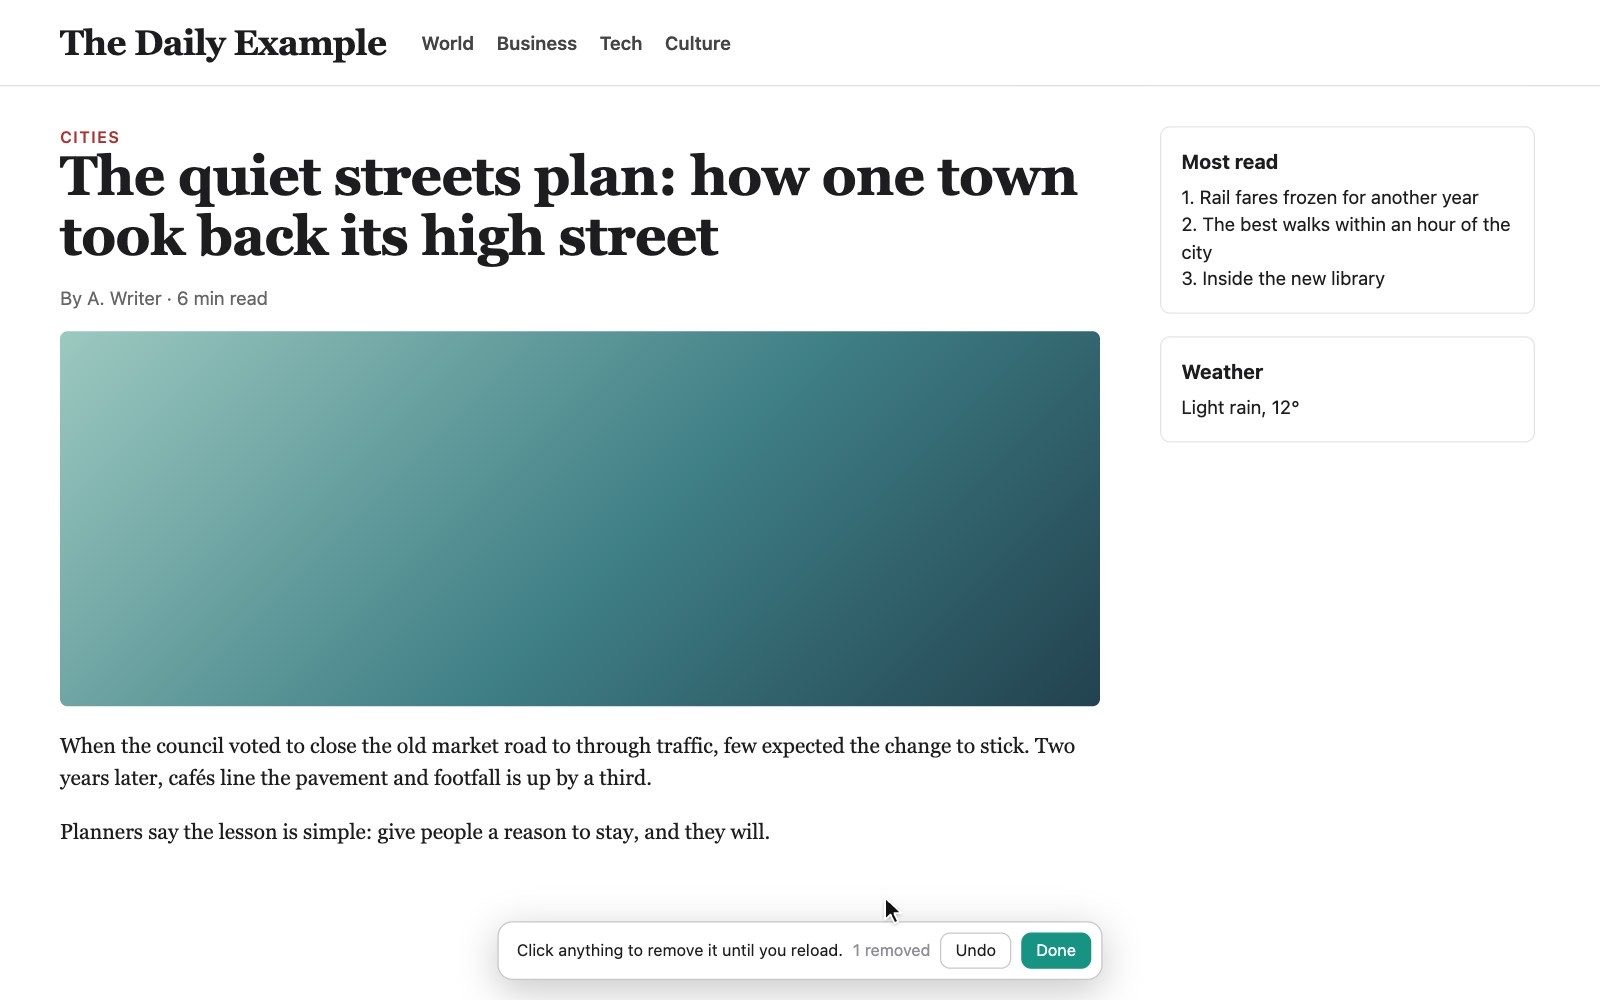 The Daily Example
World Business Tech Culture
CITIES
The quiet streets plan: how one town
took back its high street
By A. Writer · 6 min read
When the council voted to close the old market road to through traffic, few expected the change to stick. Two
years later, cafés line the pavement and footfall is up by a third.
Planners say the lesson is simple: give people a reason to stay, and they will.
Most read
1. Rail fares frozen for another year
2. The best walks within an hour of the
city
3. Inside the new library
Weather
Light rain, 12°
Click anything to remove it until you reload. 1 removed Undo Done